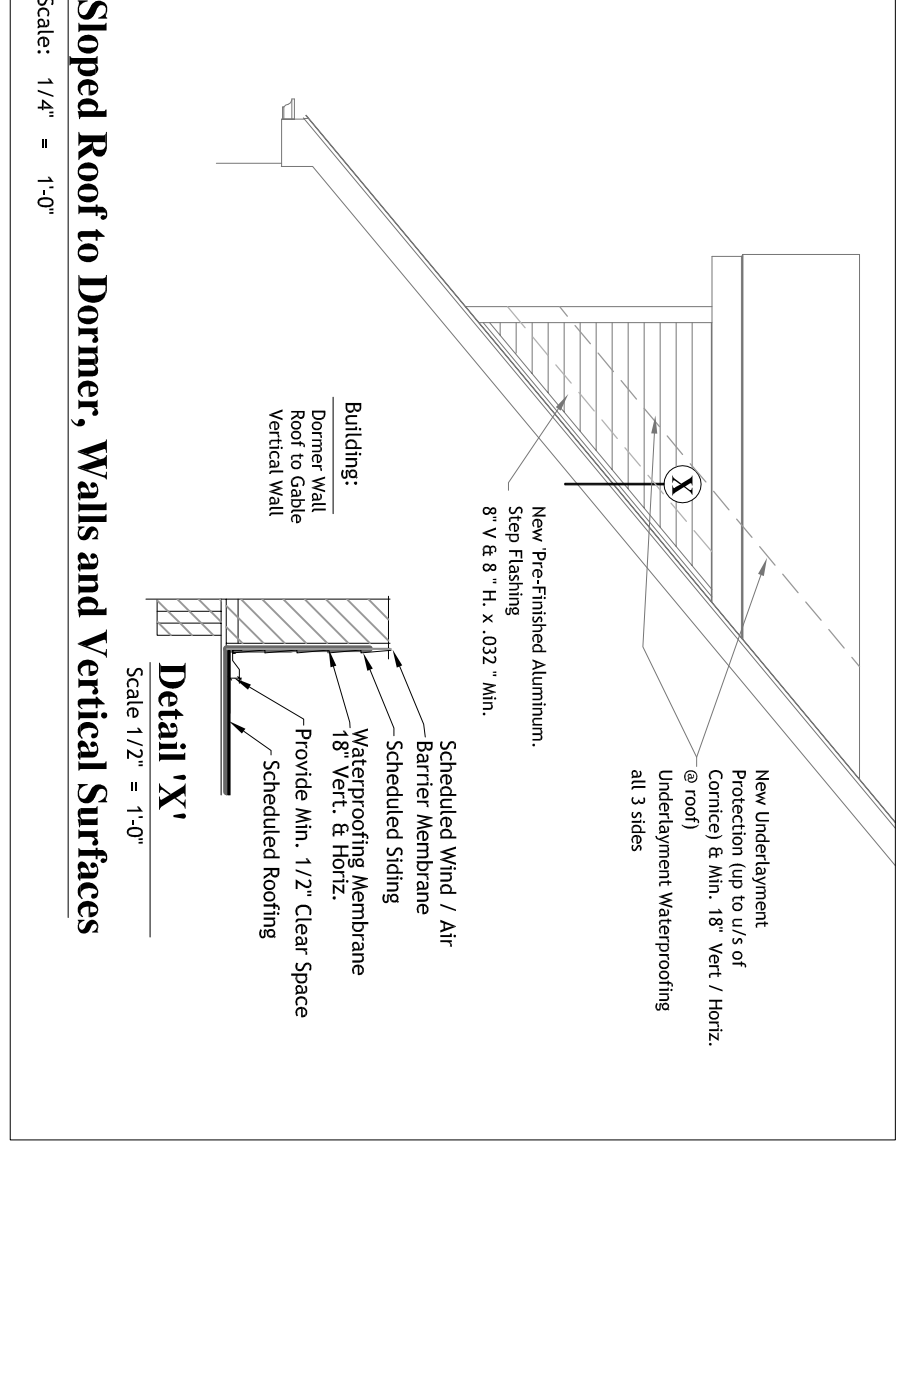 New Underlayment
Protection (up to u/s of
Cornice) & Min. 18" Vert / Horiz.
@ roof)
Underlayment Waterproofing
all 3 sides
X
New 'Pre-Finished Aluminum.
Step Flashing
8" V & 8 " H. x .032 " Min.
Building:
Dormer Wall
Roof to Gable
Vertical Wall
Scheduled Wind / Air
Barrier Membrane
Scheduled Siding
Waterproofing Membrane
18" Vert. & Horiz.
Provide Min. 1/2" Clear Space
Scheduled Roofing
Detail 'X'
Scale 1/2" = 1'-0"
Sloped Roof to Dormer, Walls and Vertical Surfaces
Scale: 1/4" = 1'-0"